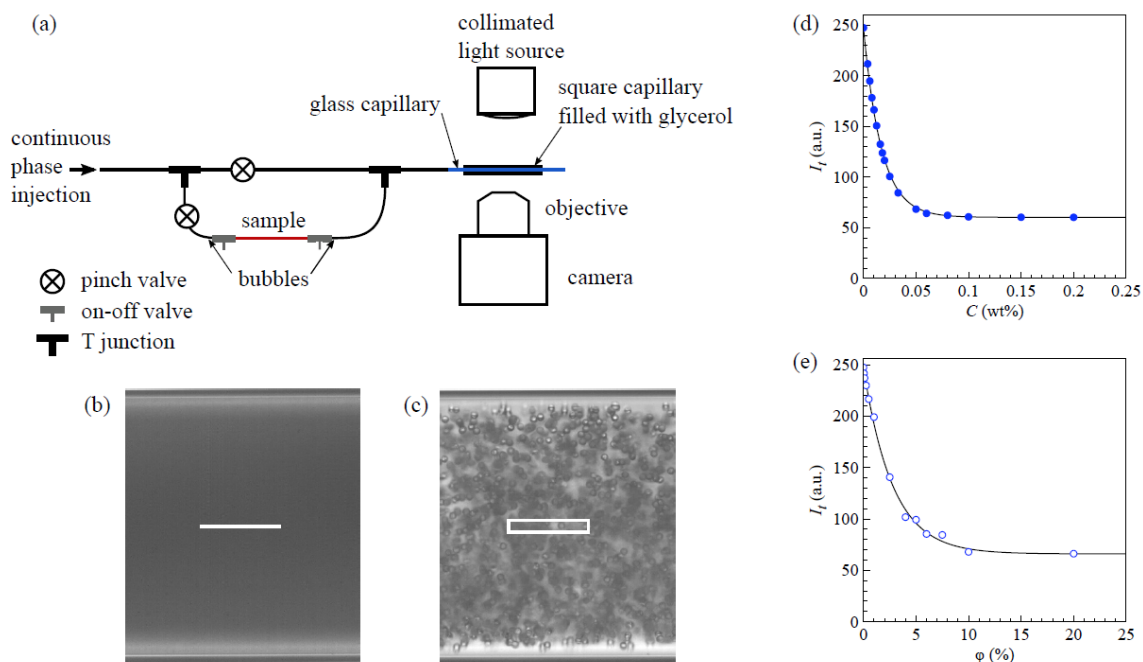 (a)
collimated
light source
glass capillary
square capillary
filled with glycerol
continuous
phase
injection
sample
bubbles
objective
camera
pinch valve
on-off valve
T junction
(b)
(c)
(d)
250
200
150
100
50
0
I_t (a.u.)
0 0.05 0.1 0.15 0.2 0.25
C (wt%)
(e)
250
200
150
100
50
0
I_t (a.u.)
0 5 10 15 20 25
φ (%)